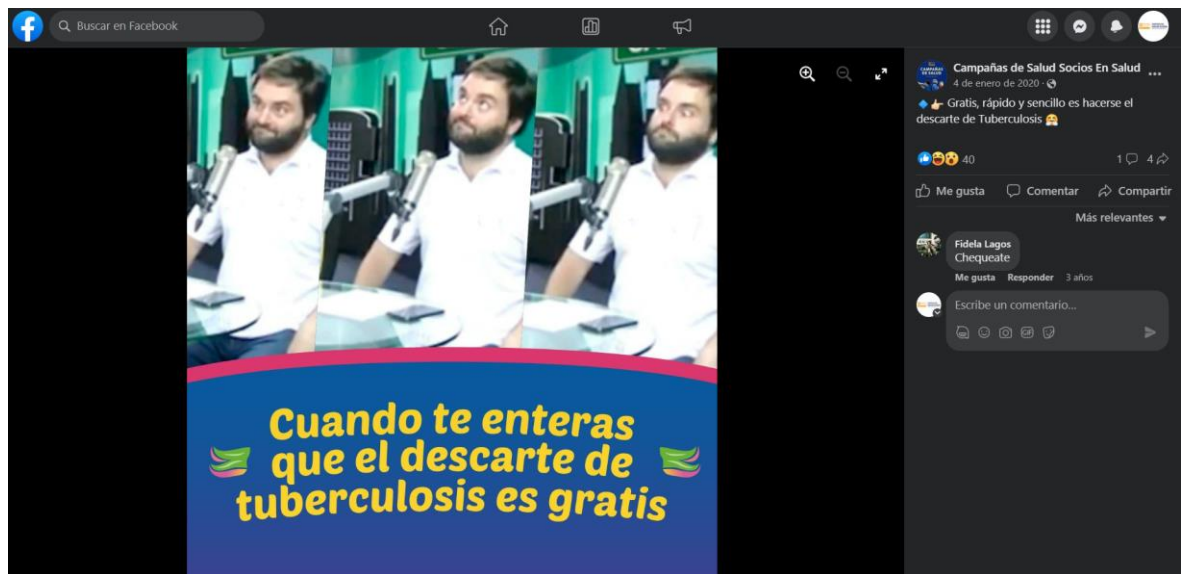 Buscar en Facebook
Campañas de Salud Socios En Salud
4 de enero de 2020 ·
Gratis, rápido y sencillo es hacerse el
descarte de Tuberculosis
40
1
4
Me gusta
Comentar
Compartir
Más relevantes
Fidela Lagos
Chequeate
Me gusta Responder 3 años
Escribe un comentario...
GIF
Cuando te enteras
que el descarte de
tuberculosis es gratis